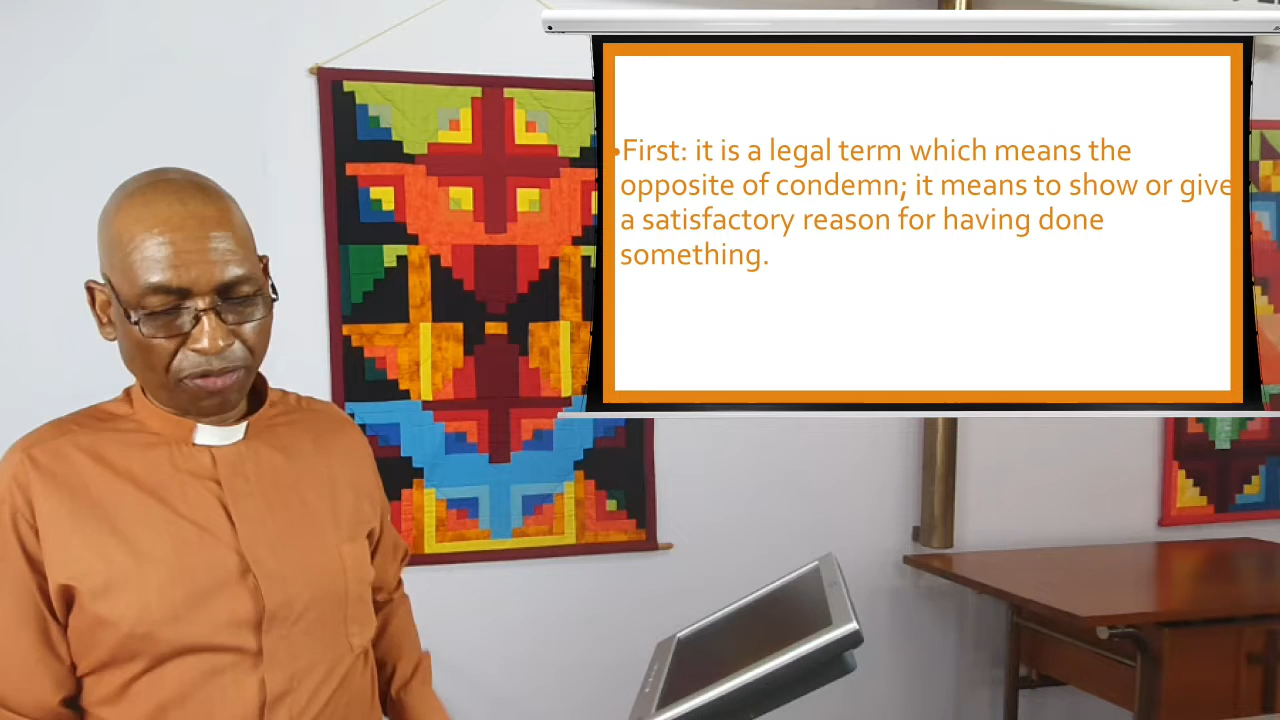 •First: it is a legal term which means the
opposite of condemn; it means to show or give
a satisfactory reason for having done
something.